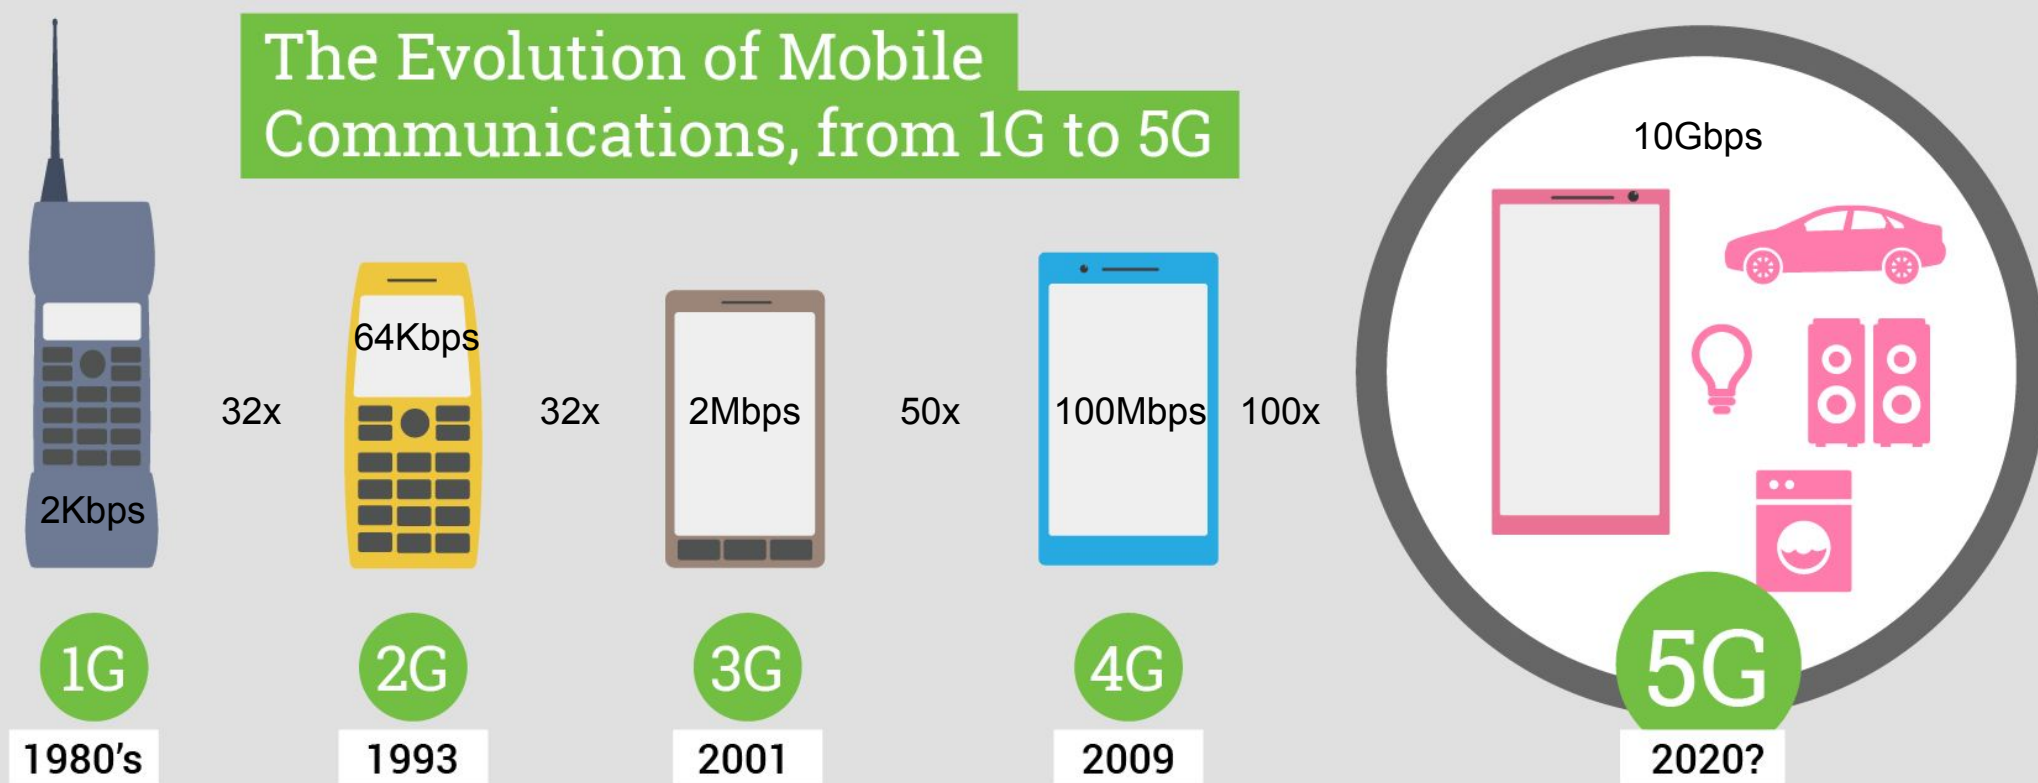 The Evolution of Mobile
Communications, from 1G to 5G
10Gbps
64Kbps
32x
32x
2Mbps
50x
100Mbps
100x
2Kbps
1G
2G
3G
4G
5G
1980's
1993
2001
2009
2020?